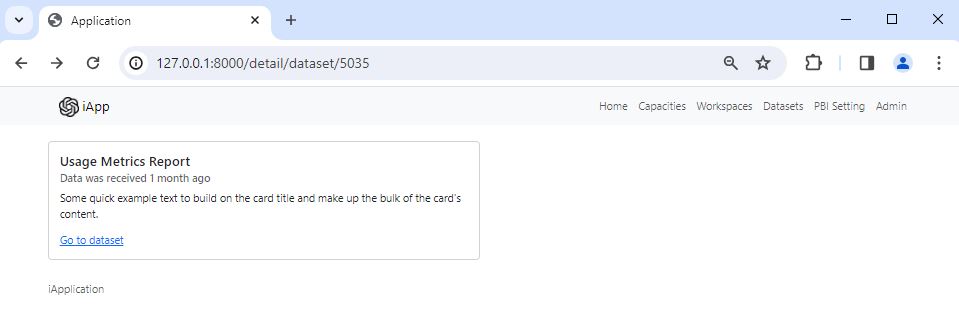 Application
127.0.0.1:8000/detail/dataset/5035
iApp
Home Capacities Workspaces Datasets PBI Setting Admin
Usage Metrics Report
Data was received 1 month ago
Some quick example text to build on the card title and make up the bulk of the card's
content.
Go to dataset
iApplication